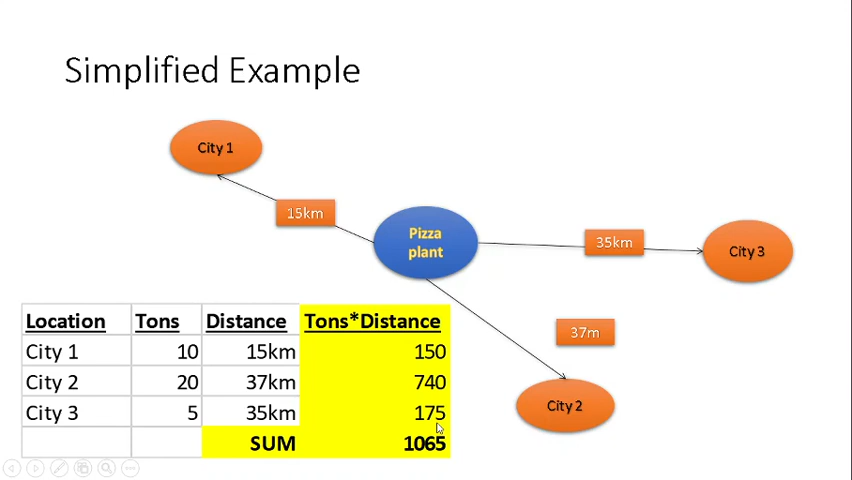 Simplified Example
City 1
15km
Pizza
plant
35km
City 3
37m
City 2
Location Tons Distance Tons*Distance
City 1 10 15km 150
City 2 20 37km 740
City 3 5 35km 175
SUM 1065